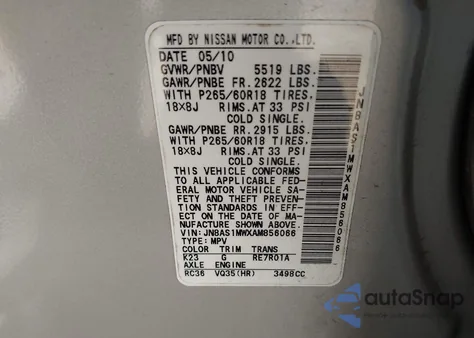 MFD BY NISSAN MOTOR CO.,LTD.
DATE 05/10
GVWR/PNBV 5519 LBS.
GAWR/PNBE FR. 2622 LBS.
WITH P265/60R18 TIRES.
18X8J RIMS.AT 33 PSI
COLD SINGLE.
GAWR/PNBE RR. 2915 LBS.
WITH P265/60R18 TIRES.
18X8J RIMS.AT 33 PSI
COLD SINGLE.
THIS VEHICLE CONFORMS
TO ALL APPLICABLE FED-
ERAL MOTOR VEHICLE SA-
FETY AND THEFT PREVEN-
TION STANDARDS IN EFF-
ECT ON THE DATE OF MA-
NUFACTURE SHOWN ABOVE.
VIN:JN8AS1MWXAM856066
TYPE:MPV
COLOR TRIM TRANS
K23 G RE7R01A
AXLE ENGINE
RC36 VQ35(HR) 3498CC
JN8AS1MWXAM856066
autoSnap